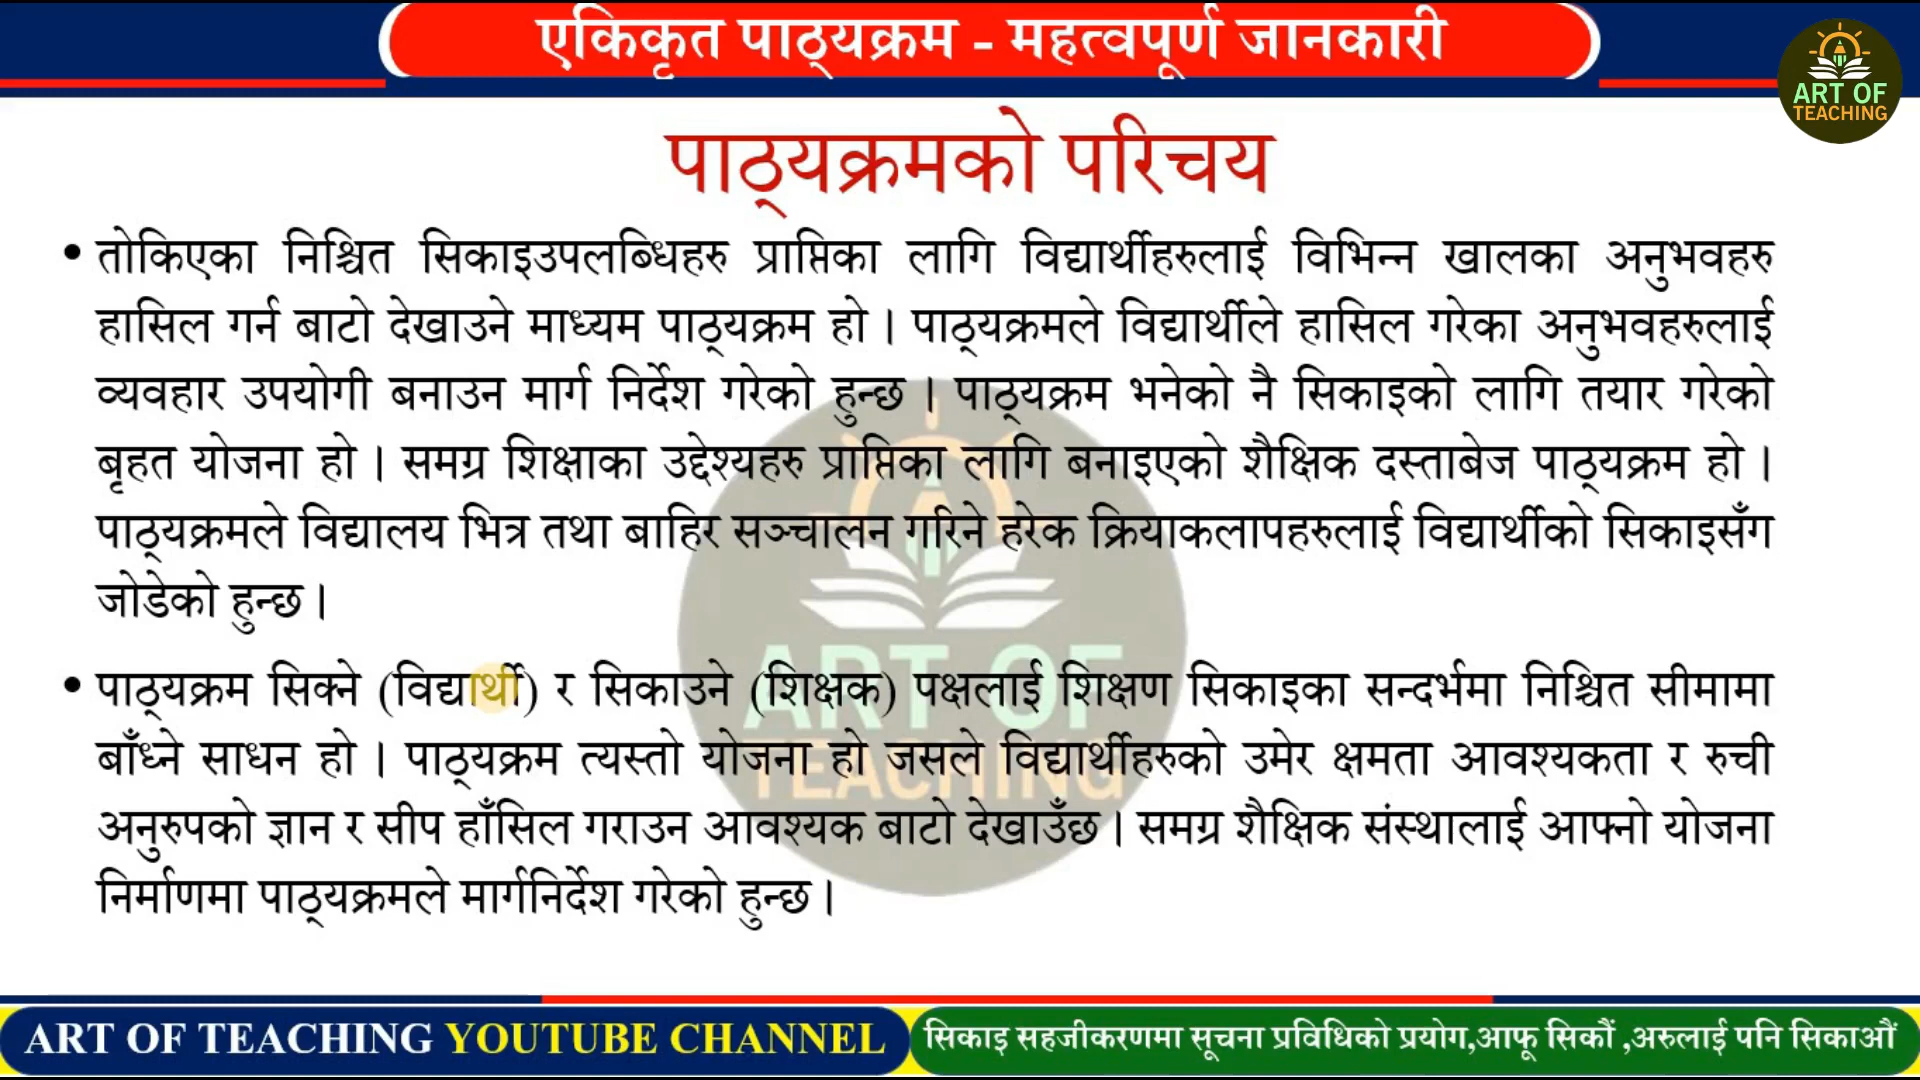 एकिकृत पाठ्यक्रम - महत्वपूर्ण जानकारी
ART OF
TEACHING
पाठ्यक्रमको परिचय
• तोकिएका निश्चित सिकाइउपलब्धिहरु प्राप्तिका लागि विद्यार्थीहरुलाई विभिन्न खालका अनुभवहरु
हासिल गर्न बाटो देखाउने माध्यम पाठ्यक्रम हो । पाठ्यक्रमले विद्यार्थीले हासिल गरेका अनुभवहरुलाई
व्यवहार उपयोगी बनाउन मार्ग निर्देश गरेको हुन्छ । पाठ्यक्रम भनेको नै सिकाइको लागि तयार गरेको
बृहत योजना हो । समग्र शिक्षाका उद्देश्यहरु प्राप्तिका लागि बनाइएको शैक्षिक दस्ताबेज पाठ्यक्रम हो ।
पाठ्यक्रमले विद्यालय भित्र तथा बाहिर सञ्चालन गरिने हरेक क्रियाकलापहरुलाई विद्यार्थीको सिकाइसँग
जोडेको हुन्छ ।
• पाठ्यक्रम सिक्ने (विद्यार्थी) र सिकाउने (शिक्षक) पक्षलाई शिक्षण सिकाइका सन्दर्भमा निश्चित सीमामा
बाँध्ने साधन हो । पाठ्यक्रम त्यस्तो योजना हो जसले विद्यार्थीहरुको उमेर क्षमता आवश्यकता र रुची
अनुरुपको ज्ञान र सीप हाँसिल गराउन आवश्यक बाटो देखाउँछ । समग्र शैक्षिक संस्थालाई आफ्नो योजना
निर्माणमा पाठ्यक्रमले मार्गनिर्देश गरेको हुन्छ ।
ART OF
TEACHING
ART OF TEACHING YOUTUBE CHANNEL
सिकाइ सहजीकरणमा सूचना प्रविधिको प्रयोग,आफू सिकौं ,अरुलाई पनि सिकाऔं